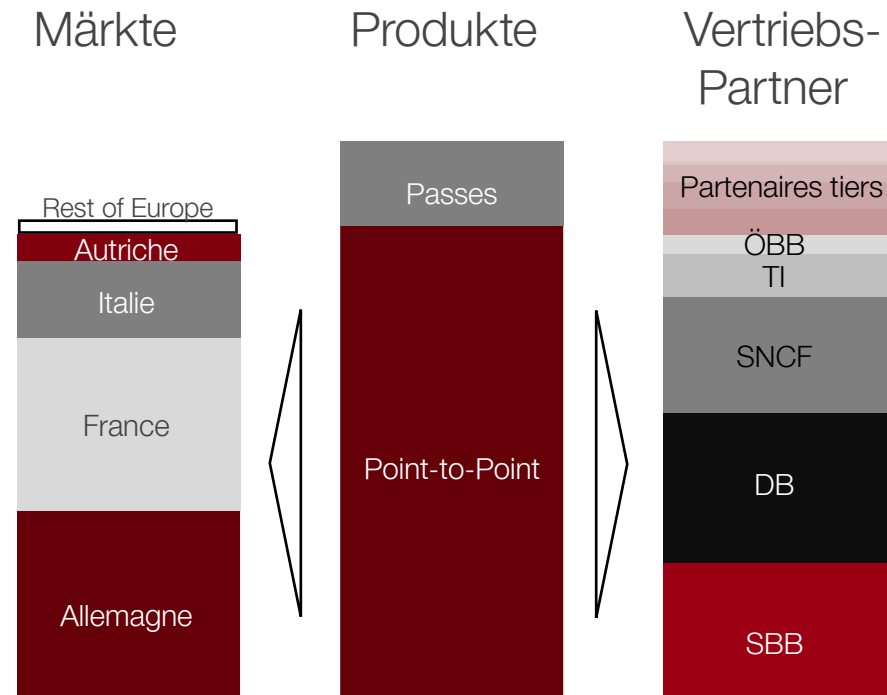 Märkte
Produkte
Vertriebs-
Partner
Rest of Europe
Autriche
Italie
France
Allemagne
Passes
Point-to-Point
Partenaires tiers
ÖBB
TI
SNCF
DB
SBB